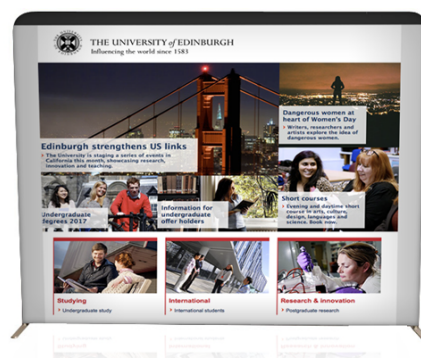 THE UNIVERSITY of EDINBURGH
Influencing the world since 1583
Dangerous women at
heart of Women's Day
Writers, researchers and
artists explore the idea of
dangerous women.
Edinburgh strengthens US links
The University is staging a series of events in
California this month, showcasing research,
innovation and teaching.
Undergraduate
degrees 2017
Information for
undergraduate
offer holders
Short courses
Evening and daytime short
course in arts, culture,
design, languages and
science. Book now.
Studying
Undergraduate study
International
International students
Research & innovation
Postgraduate research